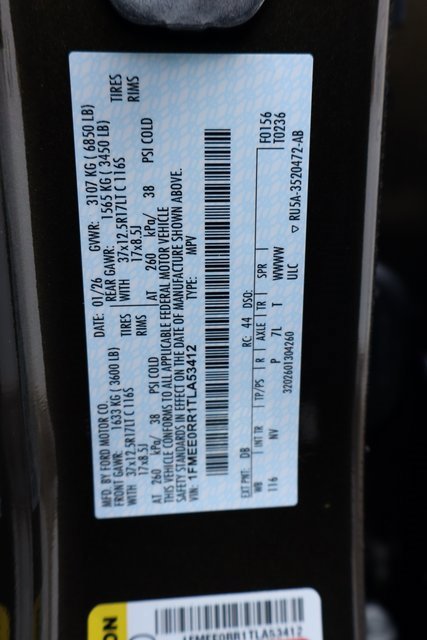 MFD. BY FORD MOTOR CO.
DATE: 01/26 GVWR: 3107 KG ( 6850 LB)
FRONT GAWR: 1633 KG ( 3600 LB) REAR GAWR: 1565 KG ( 3450 LB)
WITH 37x12.5R17LT C 116S TIRES WITH 37x12.5R17LT C 116S TIRES
17x8.5J RIMS 17x8.5J RIMS
AT 260 kPa/ 38 PSI COLD AT 260 kPa/ 38 PSI COLD
THIS VEHICLE CONFORMS TO ALL APPLICABLE FEDERAL MOTOR VEHICLE
SAFETY STANDARDS IN EFFECT ON THE DATE OF MANUFACTURE SHOWN ABOVE.
VIN: 1FMEE0RR1TLA53412 TYPE: MPV
EXT PNT: DB RC: 44 DSO: F0156
WB INT TR TP/PS R AXLE TR SPR T0236
116 NV P 7L T WWWW
ULC
3202601304260 ▽ RU5A-3520472-AB
ON
1FMEE0RR1TLA53412